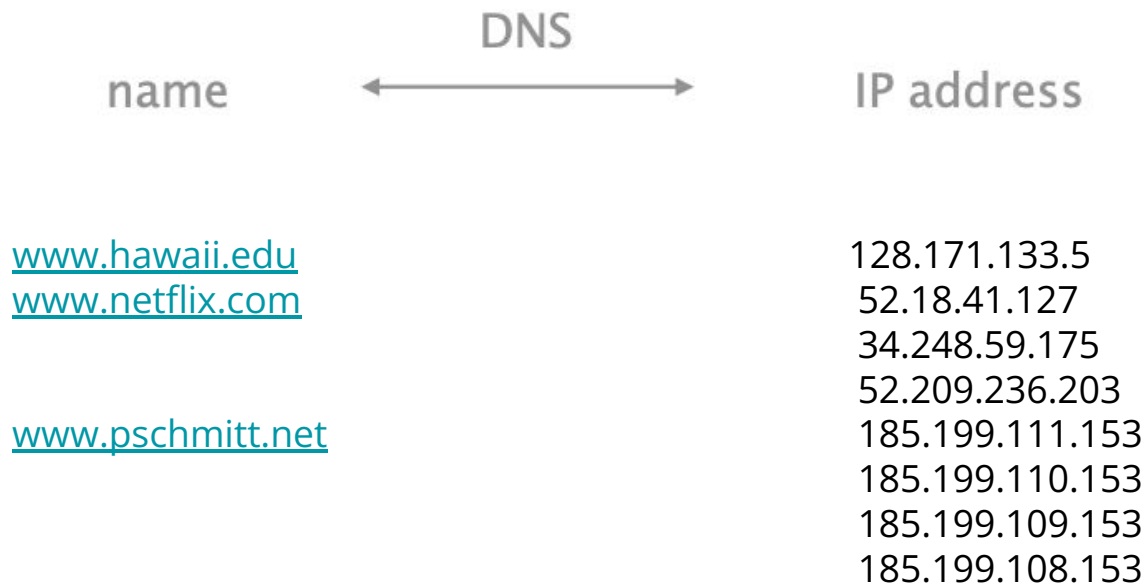 DNS
name IP address
www.hawaii.edu 128.171.133.5
www.netflix.com 52.18.41.127
34.248.59.175
52.209.236.203
www.pschmitt.net 185.199.111.153
185.199.110.153
185.199.109.153
185.199.108.153